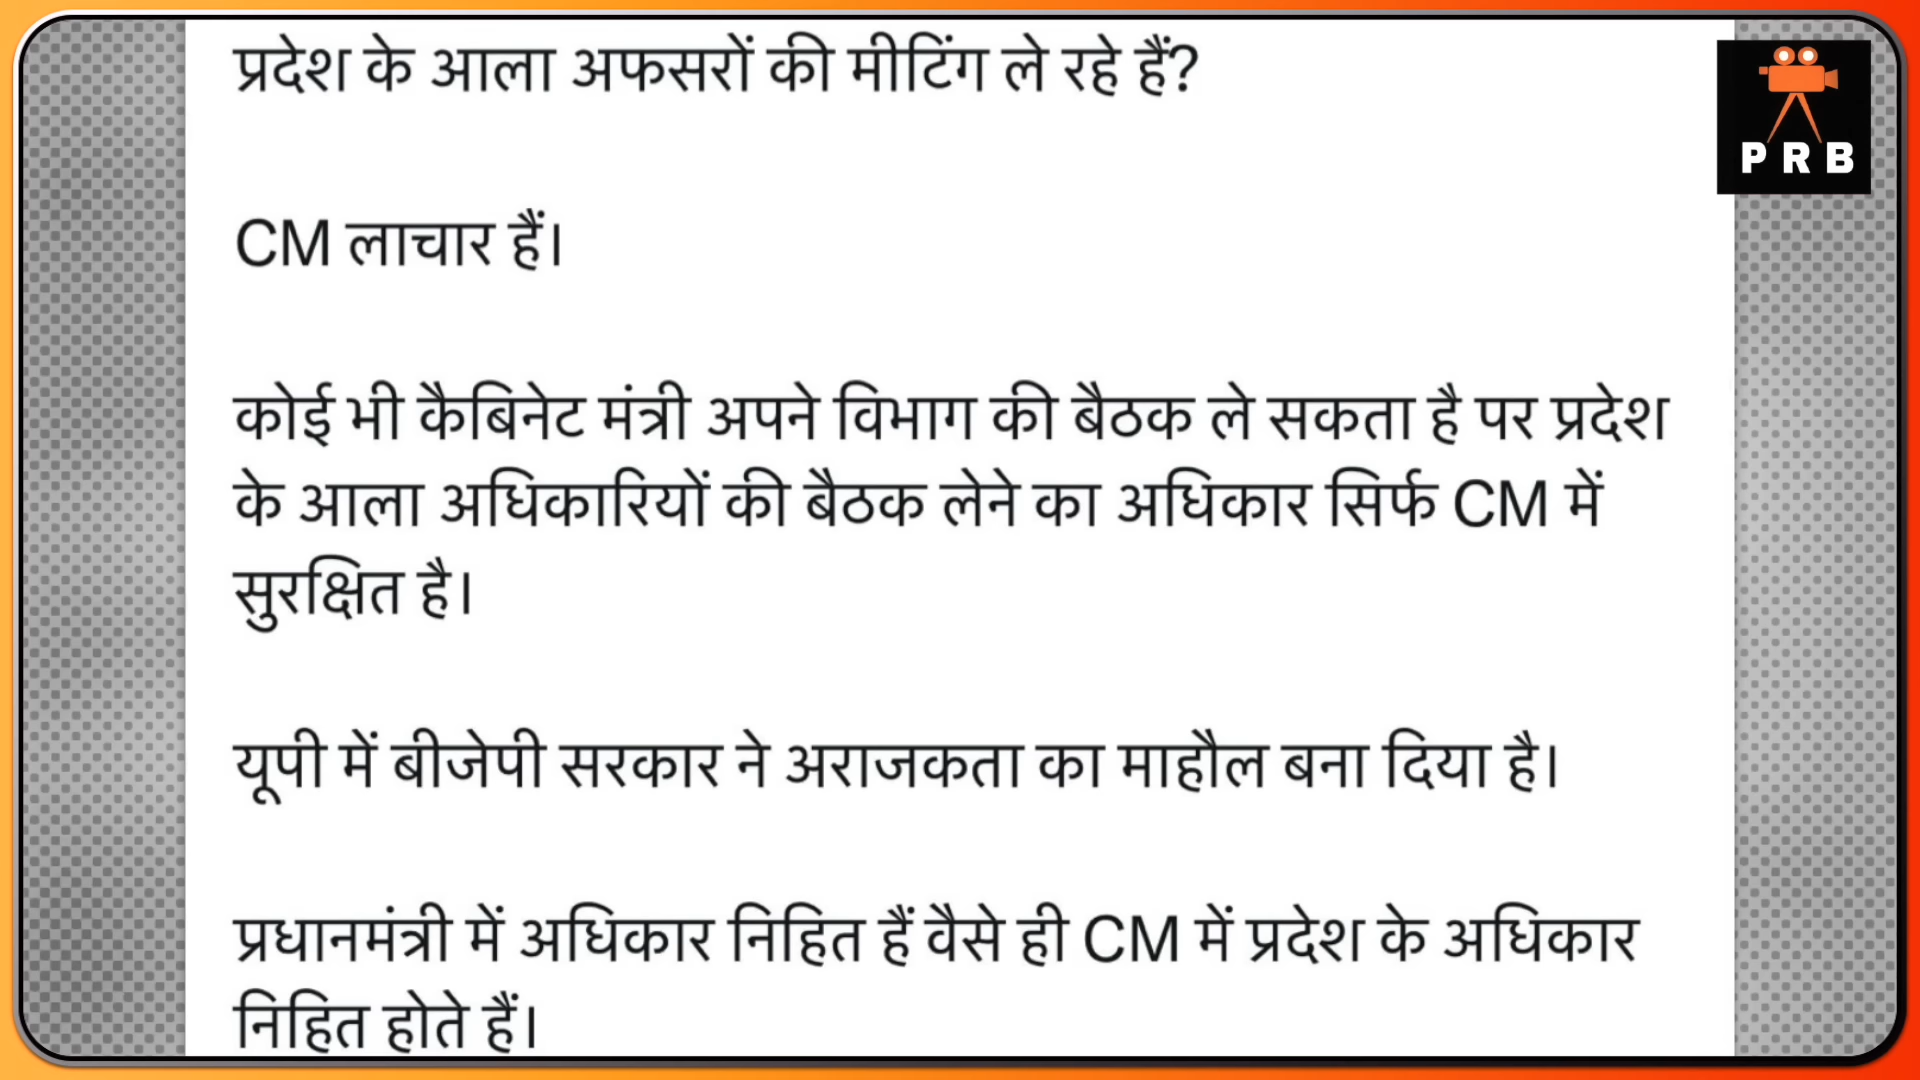 प्रदेश के आला अफसरों की मीटिंग ले रहे हैं?
PRB
CM लाचार हैं।
कोई भी कैबिनेट मंत्री अपने विभाग की बैठक ले सकता है पर प्रदेश
के आला अधिकारियों की बैठक लेने का अधिकार सिर्फ CM में
सुरक्षित है।
यूपी में बीजेपी सरकार ने अराजकता का माहौल बना दिया है।
प्रधानमंत्री में अधिकार निहित हैं वैसे ही CM में प्रदेश के अधिकार
निहित होते हैं।